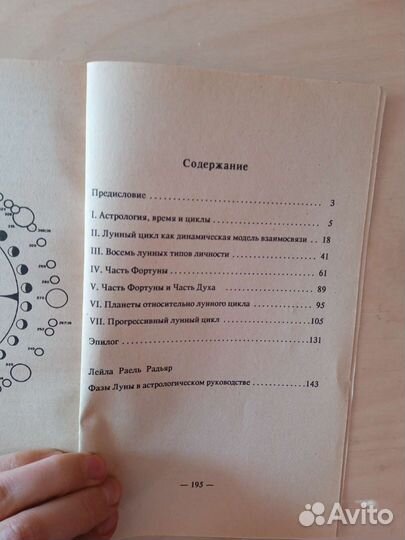 Содержание
Предисловие 3
I. Астрология, время и циклы 5
II. Лунный цикл как динамическая модель взаимосвязи 18
III. Восемь лунных типов личности 41
IV. Часть Фортуны 61
V. Часть Фортуны и Часть Духа 89
VI. Планеты относительно лунного цикла 95
VII. Прогрессивный лунный цикл 105
Эпилог 131
Лейла Раель Радьяр
Фазы Луны в астрологическом руководстве 143
— 195 —
Avito